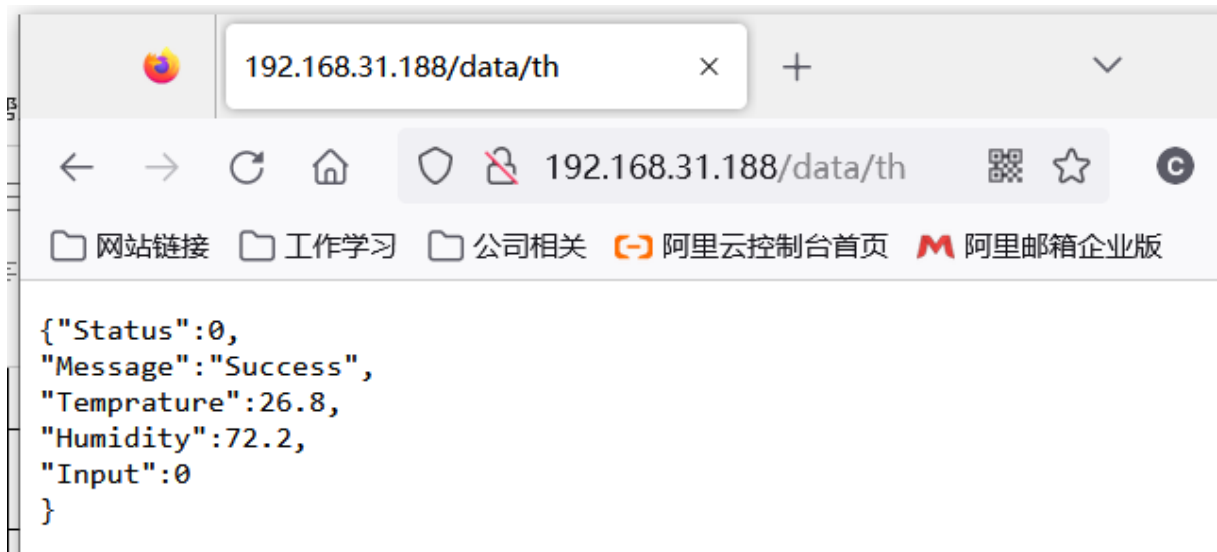 192.168.31.188/data/th
192.168.31.188/data/th
C
网站链接 工作学习 公司相关 阿里云控制台首页 阿里邮箱企业版
{"Status":0,
"Message":"Success",
"Temprature":26.8,
"Humidity":72.2,
"Input":0
}